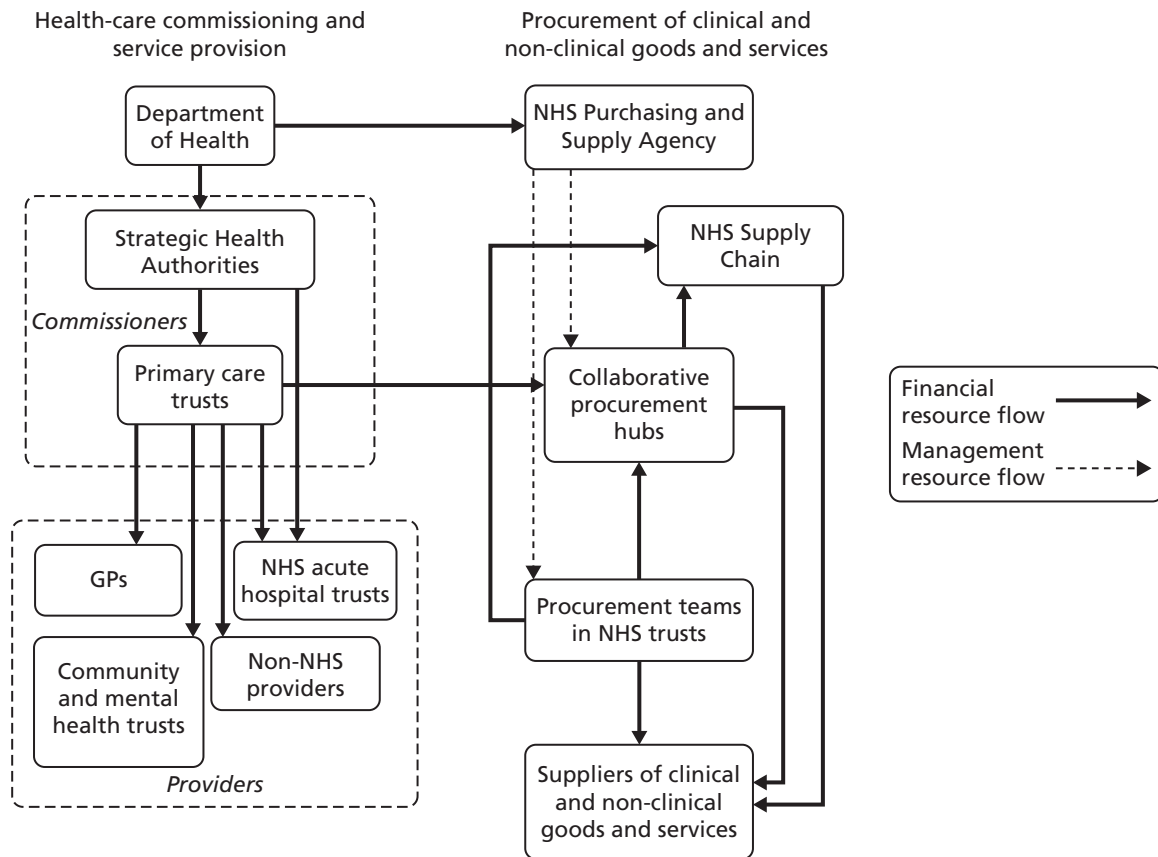 Health-care commissioning and
service provision
Procurement of clinical and
non-clinical goods and services
Department
of Health
NHS Purchasing and
Supply Agency
Strategic Health
Authorities
NHS Supply
Chain
Commissioners
Primary care
trusts
Collaborative
procurement
hubs
Financial
resource flow
Management
resource flow
GPs
NHS acute
hospital trusts
Procurement teams
in NHS trusts
Community
and mental
health trusts
Non-NHS
providers
Providers
Suppliers of clinical
and non-clinical
goods and services